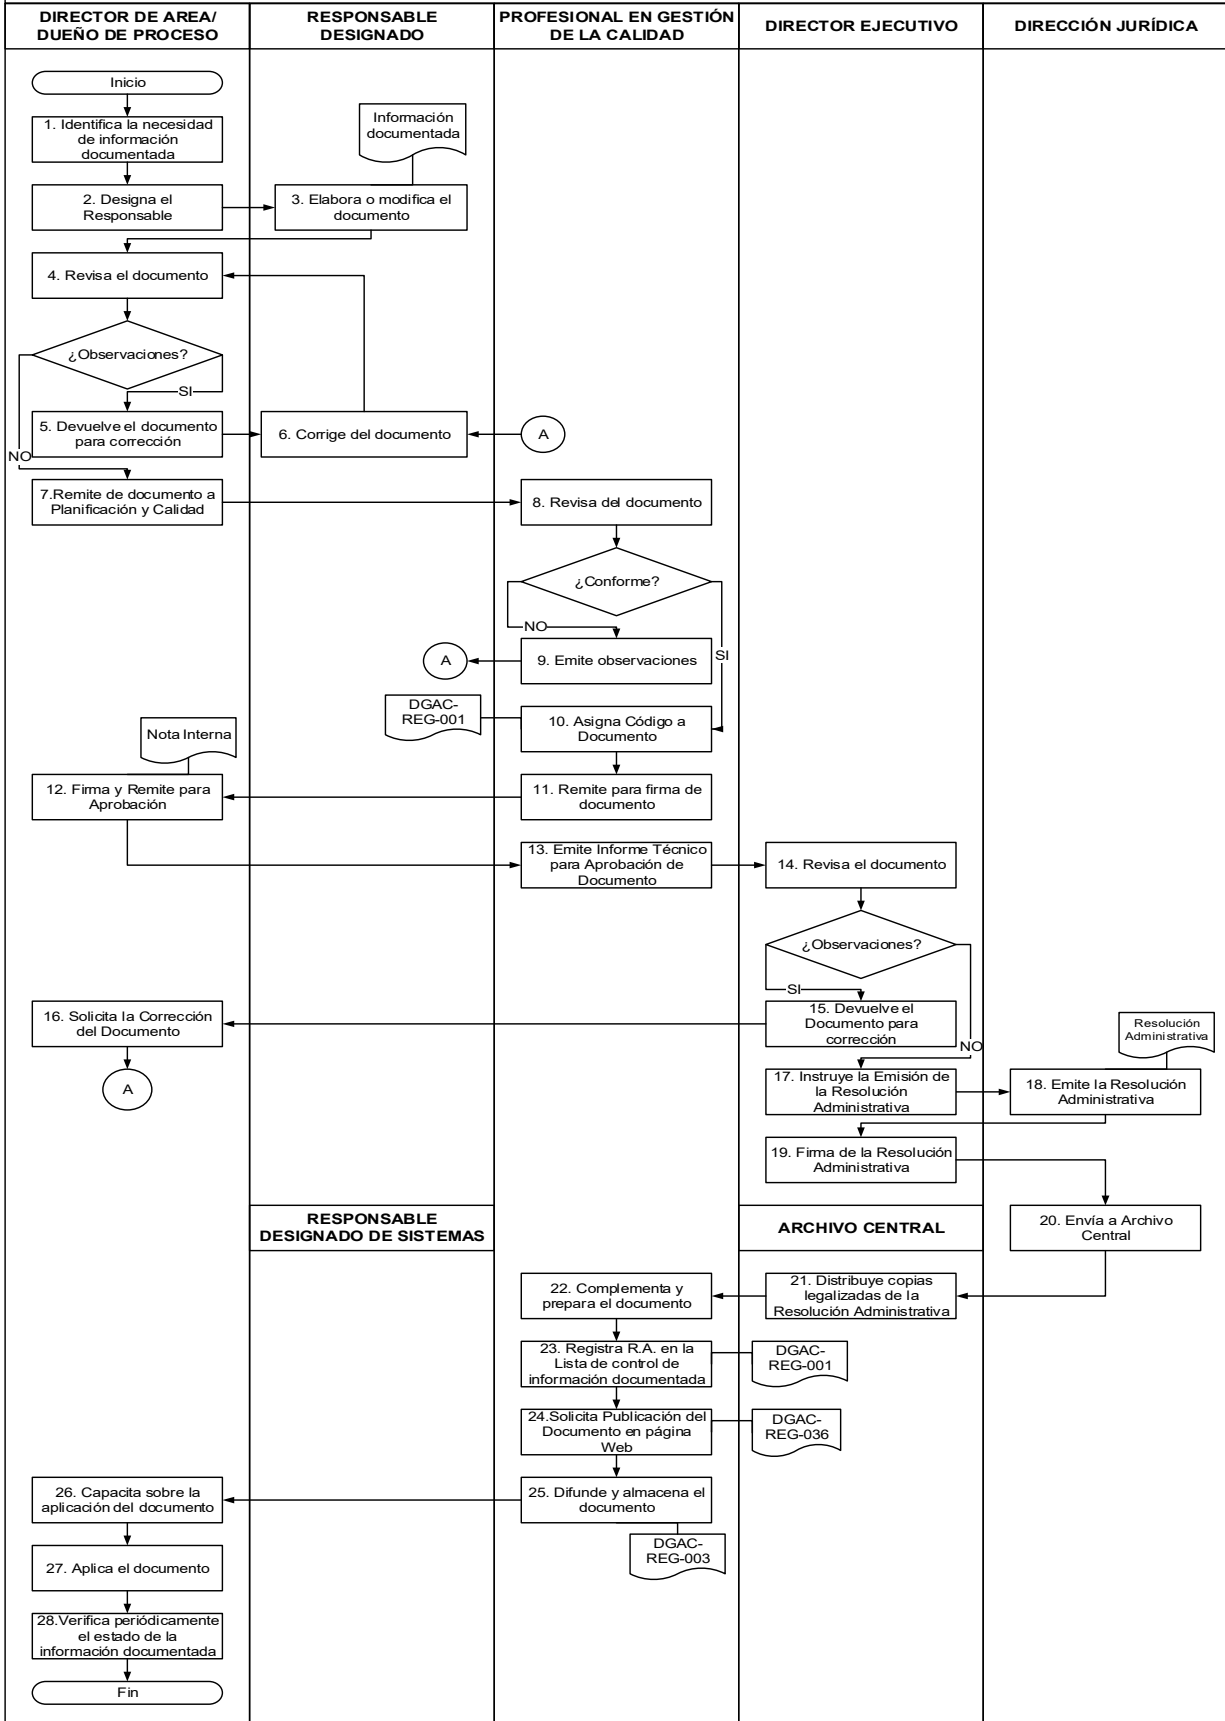 DIRECTOR DE AREA/
DUEÑO DE PROCESO
RESPONSABLE
DESIGNADO
PROFESIONAL EN GESTIÓN
DE LA CALIDAD
DIRECTOR EJECUTIVO
DIRECCIÓN JURÍDICA
Inicio
1. Identifica la necesidad
de información
documentada
Información
documentada
2. Designa el
Responsable
3. Elabora o modifica el
documento
4. Revisa el documento
¿Observaciones?
SI
5. Devuelve el documento
para corrección
6. Corrige del documento
A
NO
7.Remite de documento a
Planificación y Calidad
8. Revisa del documento
¿Conforme?
NO
SI
9. Emite observaciones
A
DGAC-
REG-001
10. Asigna Código a
Documento
Nota Interna
12. Firma y Remite para
Aprobación
11. Remite para firma de
documento
13. Emite Informe Técnico
para Aprobación de
Documento
14. Revisa el documento
¿Observaciones?
SI
NO
15. Devuelve el
Documento para
corrección
16. Solicita la Corrección
del Documento
A
Resolución
Administrativa
17. Instruye la Emisión de
la Resolución
Administrativa
18. Emite la Resolución
Administrativa
19. Firma de la Resolución
Administrativa
RESPONSABLE
DESIGNADO DE SISTEMAS
ARCHIVO CENTRAL
20. Envía a Archivo
Central
22. Complementa y
prepara el documento
21. Distribuye copias
legalizadas de la
Resolución Administrativa
23. Registra R.A. en la
Lista de control de
información documentada
DGAC-
REG-001
24.Solicita Publicación del
Documento en página
Web
DGAC-
REG-036
26. Capacita sobre la
aplicación del documento
25. Difunde y almacena el
documento
DGAC-
REG-003
27. Aplica el documento
28.Verifica periódicamente
el estado de la
información documentada
Fin